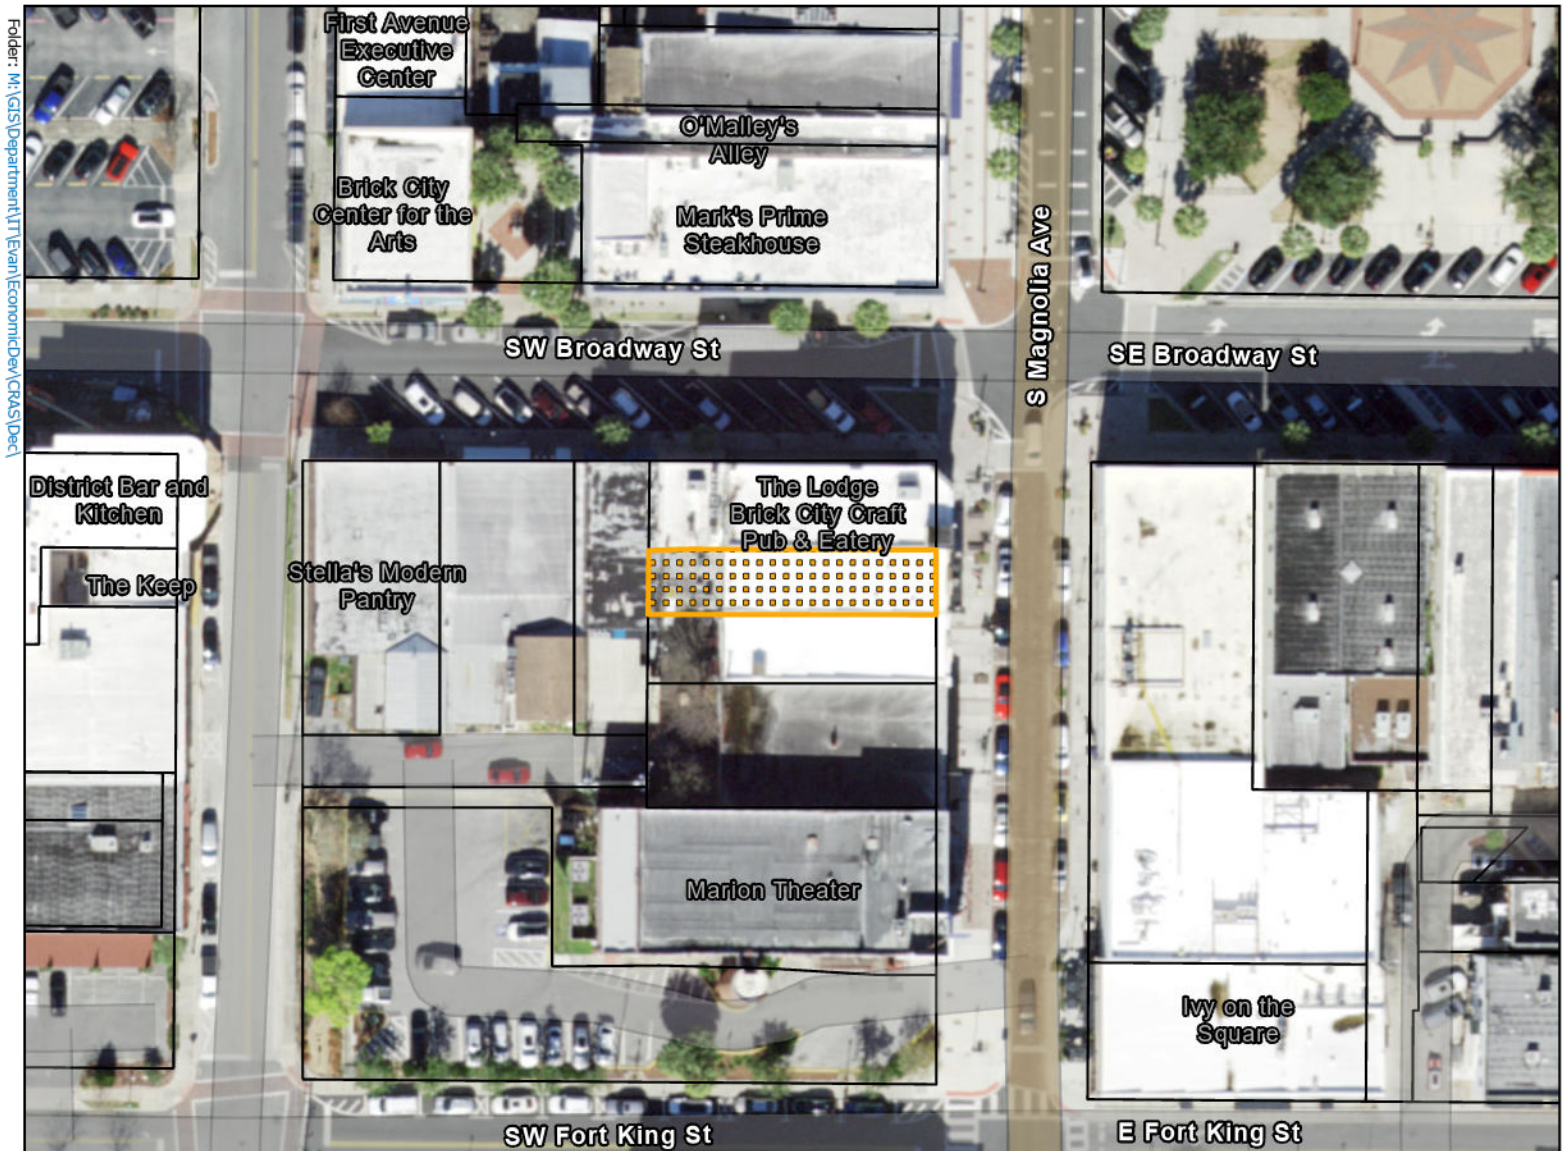 Folder: M:\GIS\Department\IT\Evan\EconomicDev\CRAS\Dec\
First Avenue
Executive
Center
O'Malley's
Alley
Brick City
Center for the
Arts
Mark's Prime
Steakhouse
S Magnolia Ave
SW Broadway St
SE Broadway St
District Bar and
Kitchen
The Keep
Stella's Modern
Pantry
The Lodge
Brick City Craft
Pub & Eatery
Marion Theater
Ivy on the
Square
SW Fort King St
E Fort King St